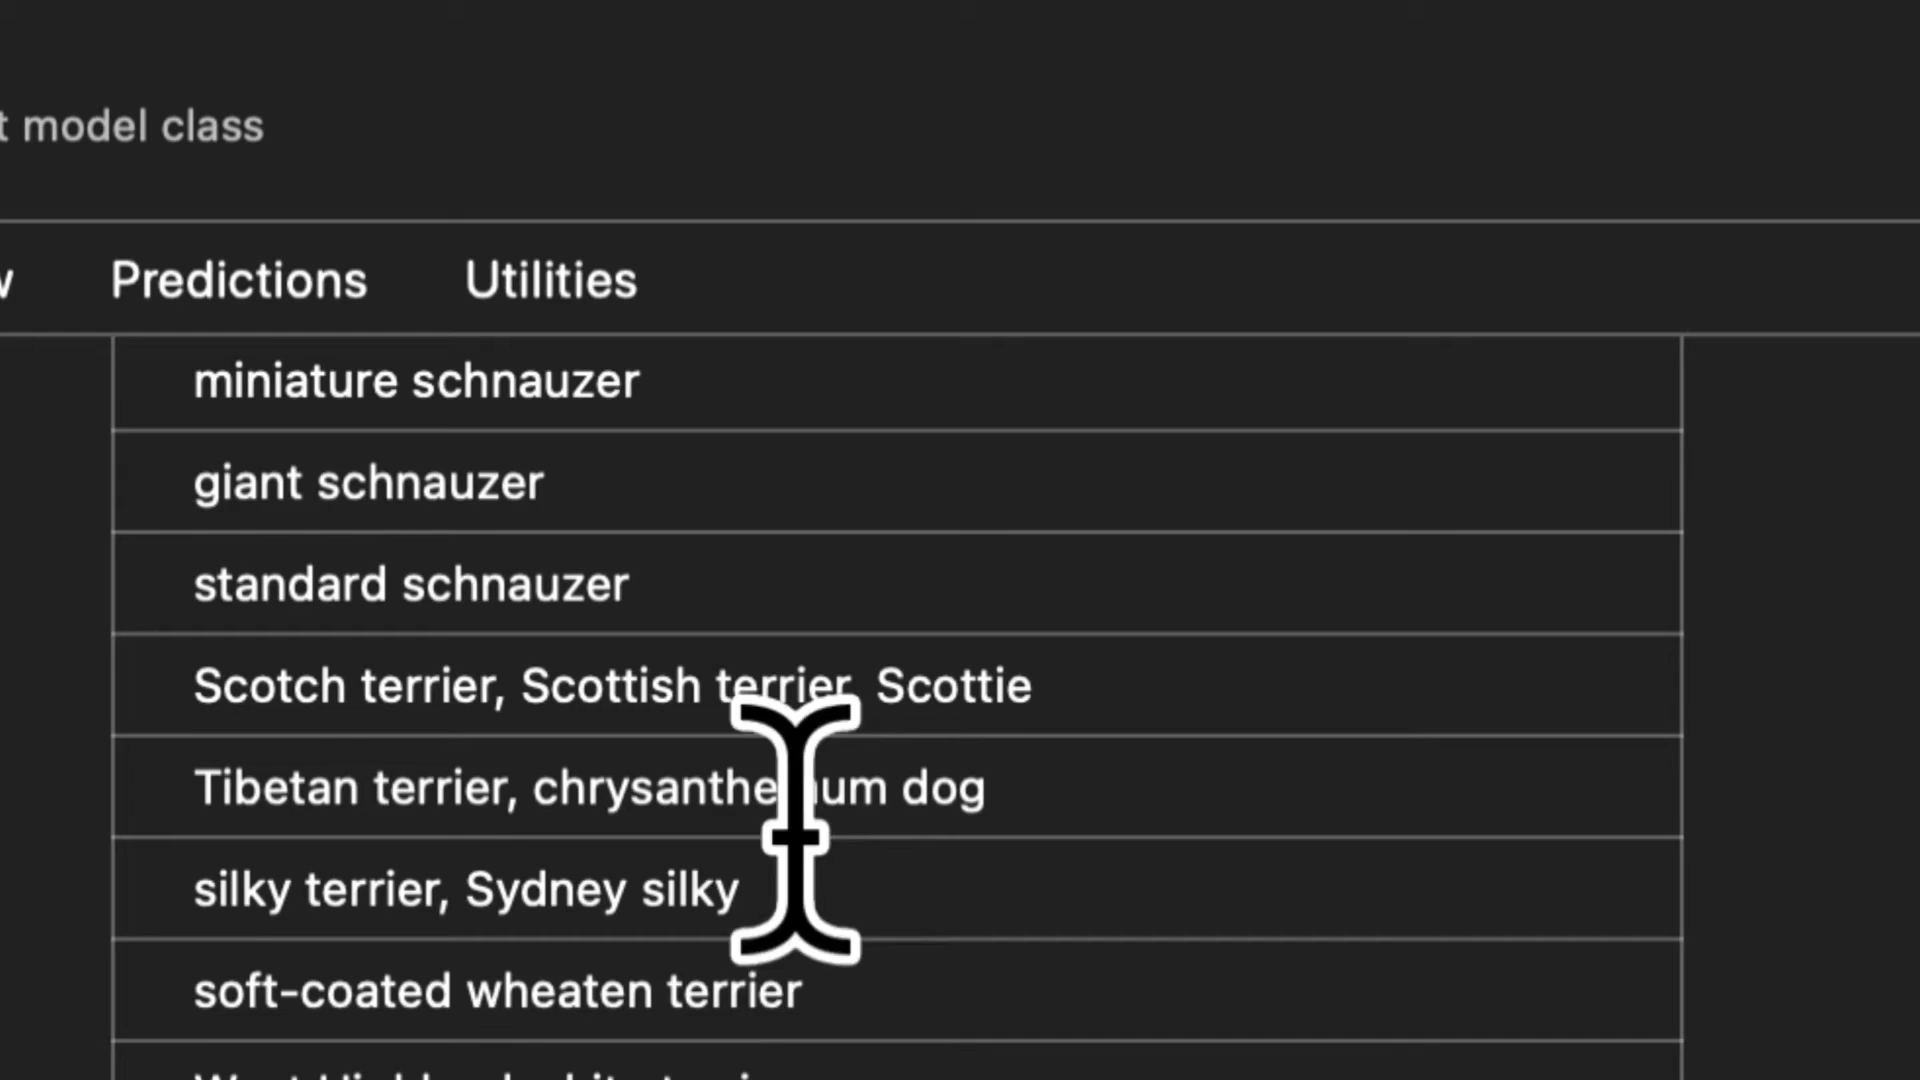 t model class
Predictions Utilities
miniature schnauzer
giant schnauzer
standard schnauzer
Scotch terrier, Scottish terrier, Scottie
Tibetan terrier, chrysanthemum dog
silky terrier, Sydney silky
soft-coated wheaten terrier